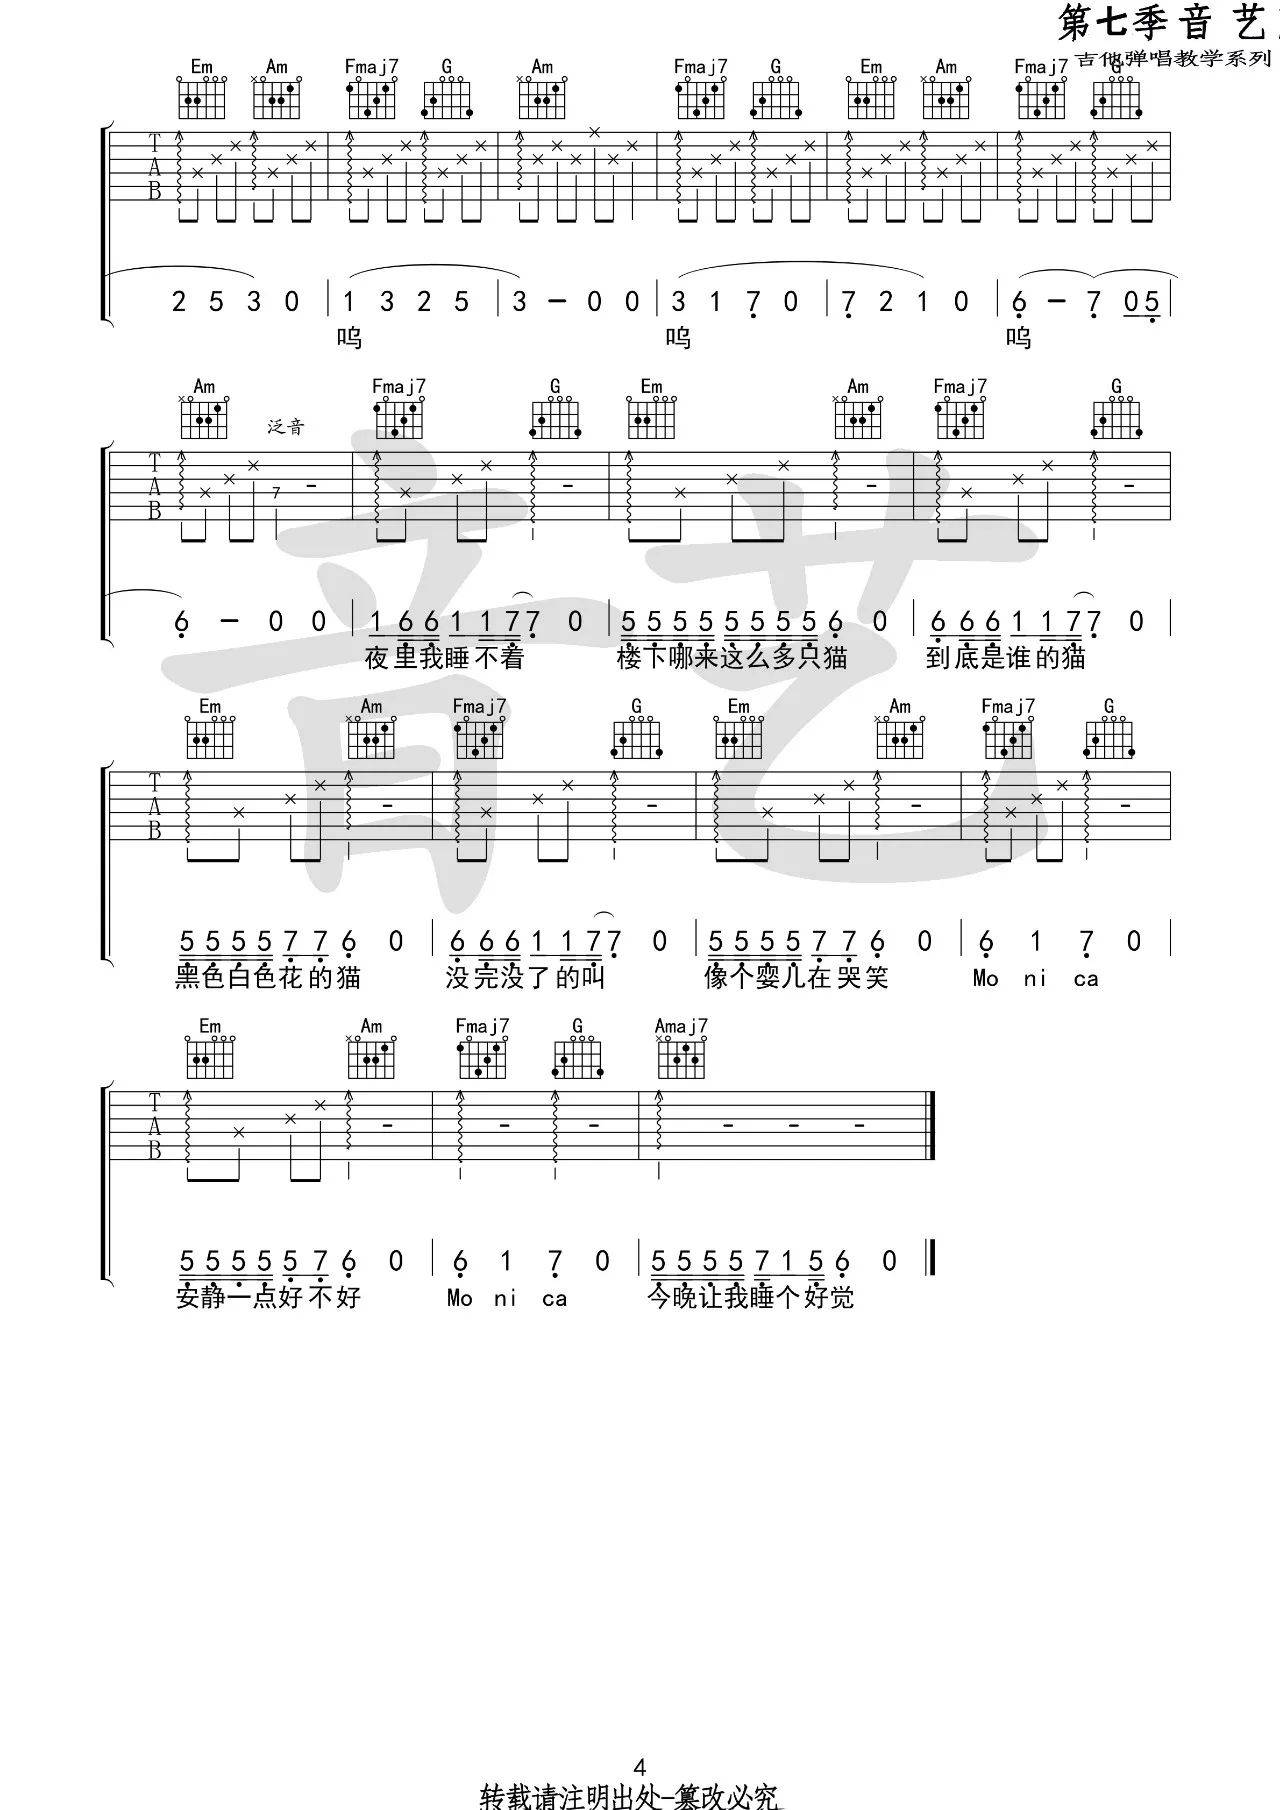 第七季音 艺
吉他弹唱教学系列
Em Am Fmaj7 G Am Fmaj7 G Em Am Fmaj7 G
T
A
B
2 5 3 0 1 3 2 5 3 – 0 0 3 1 7 0 7 2 1 0 6 – 7 0 5
呜 呜 呜
Am Fmaj7 G Em Am Fmaj7 G
泛音
T
A 7
B
6 – 0 0 1 6 6 1 1 7 7 0 5 5 5 5 5 5 5 5 6 0 6 6 6 1 1 7 7 0
夜里我睡不着 楼下哪来这么多只猫 到底是谁的猫
音艺
Em Am Fmaj7 G Em Am Fmaj7 G
T
A
B
5 5 5 5 7 7 6 0 6 6 6 1 1 7 7 0 5 5 5 5 7 7 6 0 6 1 7 0
黑色白色花的猫 没完没了的叫 像个婴儿在哭笑 Mo ni ca
Em Am Fmaj7 G Amaj7
T
A
B
5 5 5 5 5 7 6 0 6 1 7 0 5 5 5 5 7 1 5 6 0
安静一点好不好 Mo ni ca 今晚让我睡个好觉
4
转载请注明出处-篡改必究